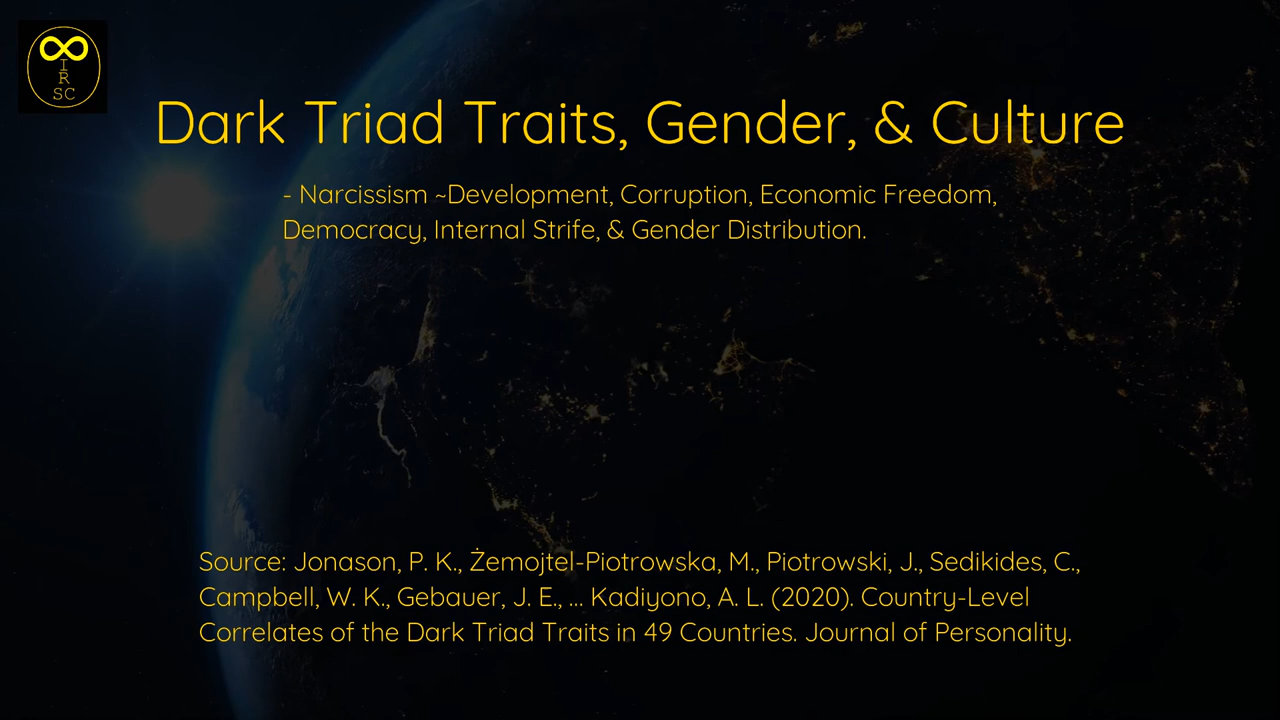 ∞
I
R
SC
Dark Triad Traits, Gender, & Culture
- Narcissism ~Development, Corruption, Economic Freedom,
Democracy, Internal Strife, & Gender Distribution.
Source: Jonason, P. K., Żemojtel-Piotrowska, M., Piotrowski, J., Sedikides, C.,
Campbell, W. K., Gebauer, J. E., ... Kadiyono, A. L. (2020). Country-Level
Correlates of the Dark Triad Traits in 49 Countries. Journal of Personality.